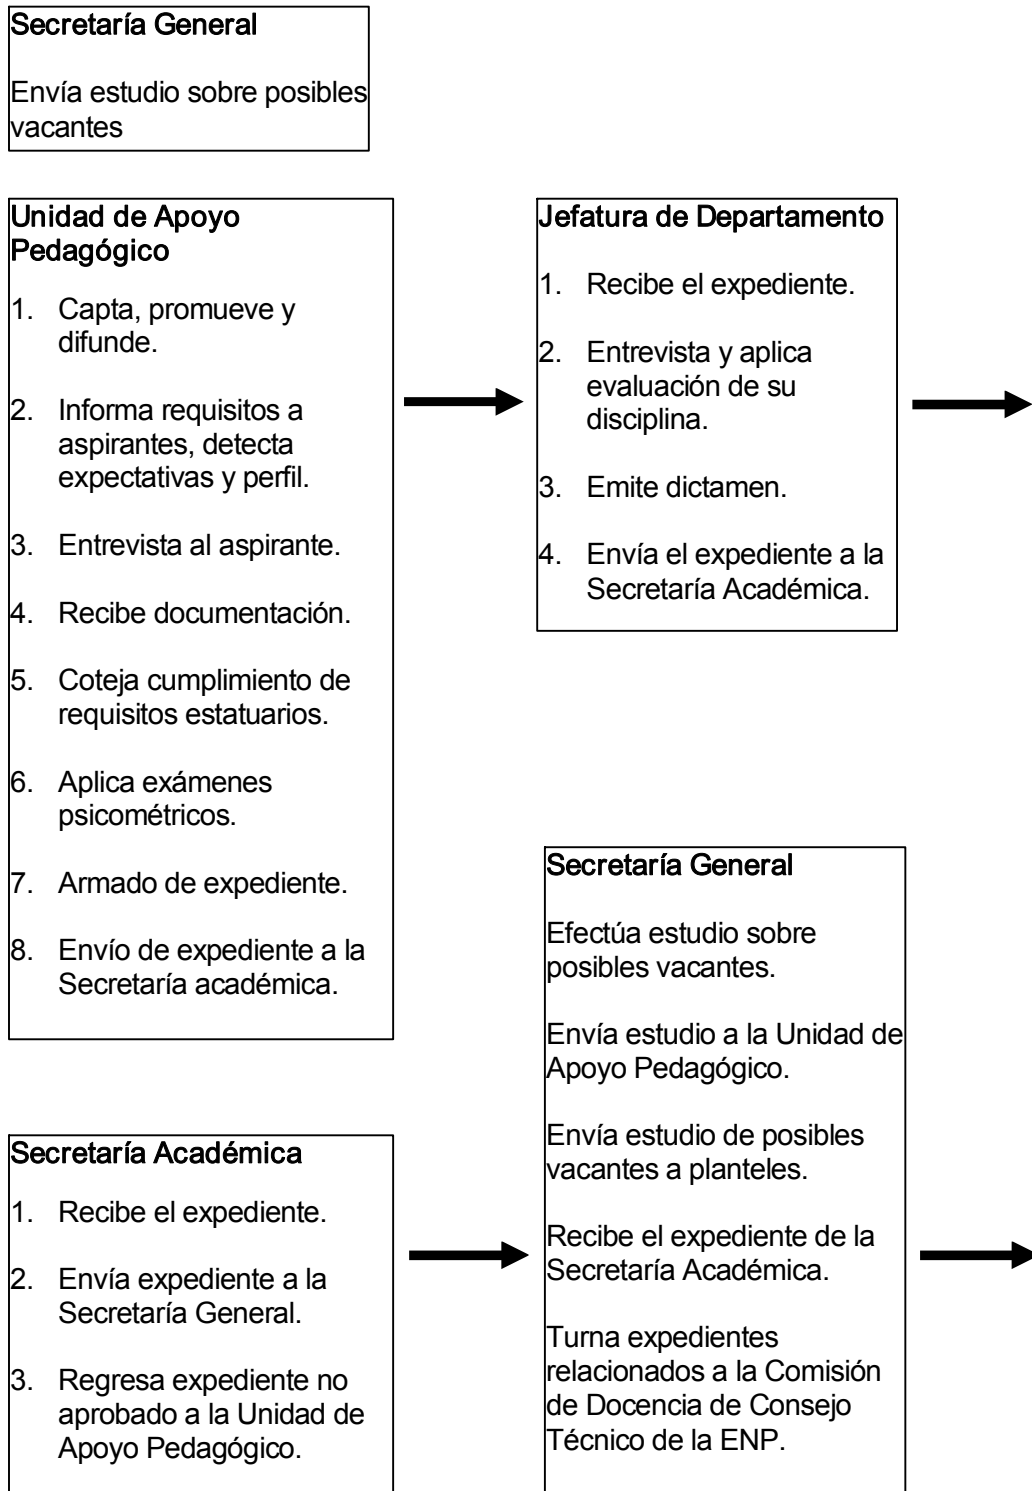 Secretaría General
Envía estudio sobre posibles
vacantes
Unidad de Apoyo
Pedagógico
1. Capta, promueve y
difunde.
2. Informa requisitos a
aspirantes, detecta
expectativas y perfil.
3. Entrevista al aspirante.
4. Recibe documentación.
5. Coteja cumplimiento de
requisitos estatuarios.
6. Aplica exámenes
psicométricos.
7. Armado de expediente.
8. Envío de expediente a la
Secretaría académica.
Jefatura de Departamento
1. Recibe el expediente.
2. Entrevista y aplica
evaluación de su
disciplina.
3. Emite dictamen.
4. Envía el expediente a la
Secretaría Académica.
Secretaría Académica
1. Recibe el expediente.
2. Envía expediente a la
Secretaría General.
3. Regresa expediente no
aprobado a la Unidad de
Apoyo Pedagógico.
Secretaría General
Efectúa estudio sobre
posibles vacantes.
Envía estudio a la Unidad de
Apoyo Pedagógico.
Envía estudio de posibles
vacantes a planteles.
Recibe el expediente de la
Secretaría Académica.
Turna expedientes
relacionados a la Comisión
de Docencia de Consejo
Técnico de la ENP.